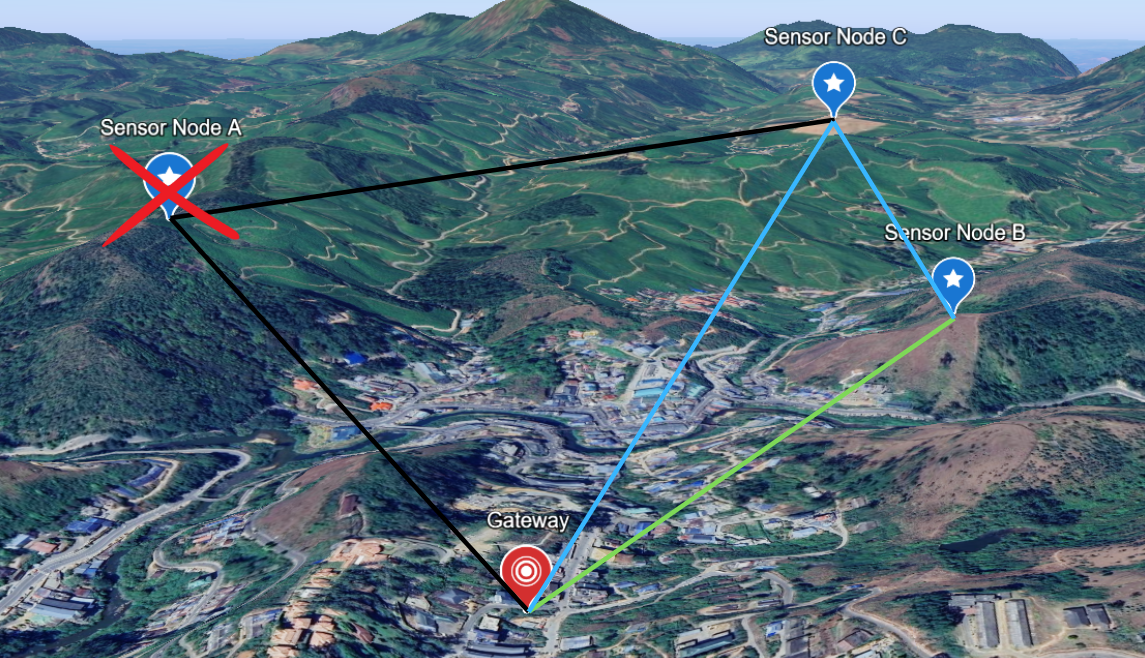 Sensor Node C
Sensor Node A
Sensor Node B
Gateway